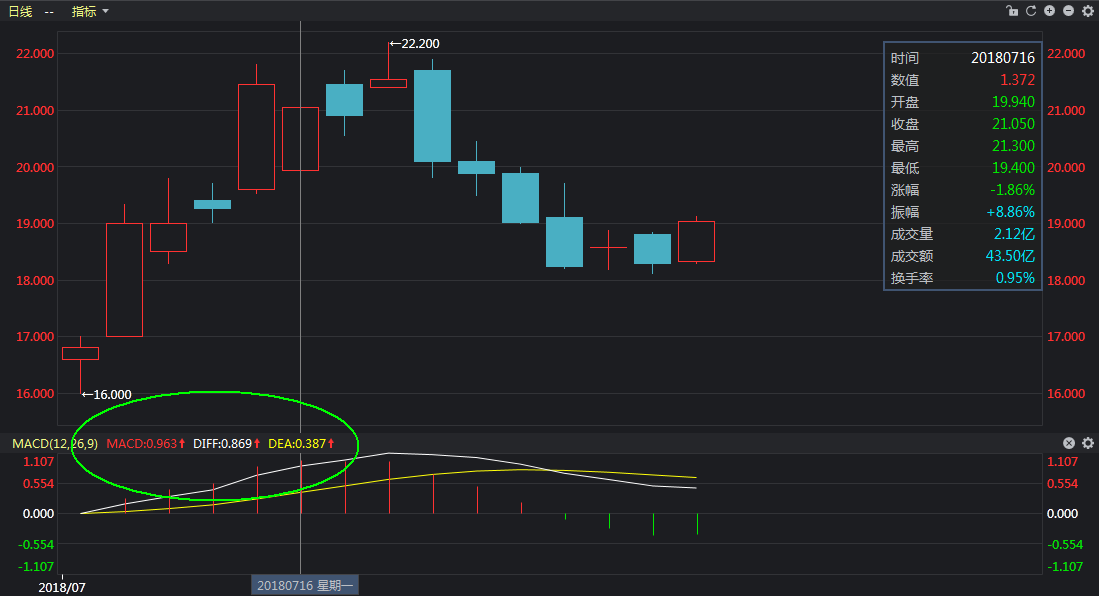 日线 -- 指标
22.200
22.000 22.000
21.000 21.000
20.000 20.000
19.000 19.000
18.000 18.000
17.000 17.000
16.000 16.000
←22.200
←16.000
时间 20180716
数值 1.372
开盘 19.940
收盘 21.050
最高 21.300
最低 19.400
涨幅 -1.86%
振幅 +8.86%
成交量 2.12亿
成交额 43.50亿
换手率 0.95%
MACD(12,26,9) MACD:0.963↑ DIFF:0.869↑ DEA:0.387↑
1.107 1.107
0.554 0.554
0.000 0.000
-0.554 -0.554
-1.107 -1.107
2018/07
20180716 星期一